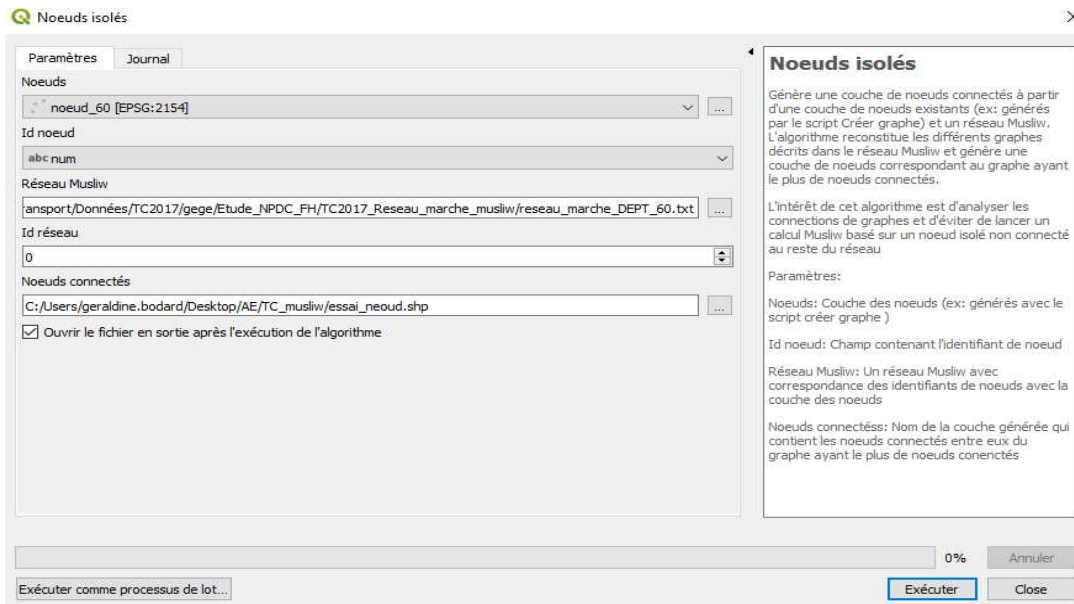 Noeuds isolés
Paramètres
Journal
Noeuds
noeud_60 [EPSG:2154]
...
Id noeud
abc num
Réseau Musliw
ansport/Données/TC2017/gege/Etude_NPDC_FH/TC2017_Reseau_marche_musliw/reseau_marche_DEPT_60.txt
...
Id réseau
0
Noeuds connectés
C:/Users/geraldine.bodard/Desktop/AE/TC_musliw/essai_neoud.shp
...
Ouvrir le fichier en sortie après l'exécution de l'algorithme
Noeuds isolés
Génère une couche de noeuds connectés à partir
d'une couche de noeuds existants (ex: générés
par le script Créer graphe) et un réseau Musliw.
L'algorithme reconstitue les différents graphes
décrits dans le réseau Musliw et génère une
couche de noeuds correspondant au graphe ayant
le plus de noeuds connectés.
L'intérêt de cet algorithme est d'analyser les
connections de graphes et d'éviter de lancer un
calcul Musliw basé sur un noeud isolé non connecté
au reste du réseau
Paramètres:
Noeuds: Couche des noeuds (ex: générés avec le
script créer graphe )
Id noeud: Champ contenant l'identifiant de noeud
Réseau Musliw: Un réseau Musliw avec
correspondance des identifiants de noeuds avec la
couche des noeuds
Noeuds connectéss: Nom de la couche générée qui
contient les noeuds connectés entre eux du
graphe ayant le plus de noeuds conenctés
0%
Annuler
Exécuter comme processus de lot...
Exécuter
Close